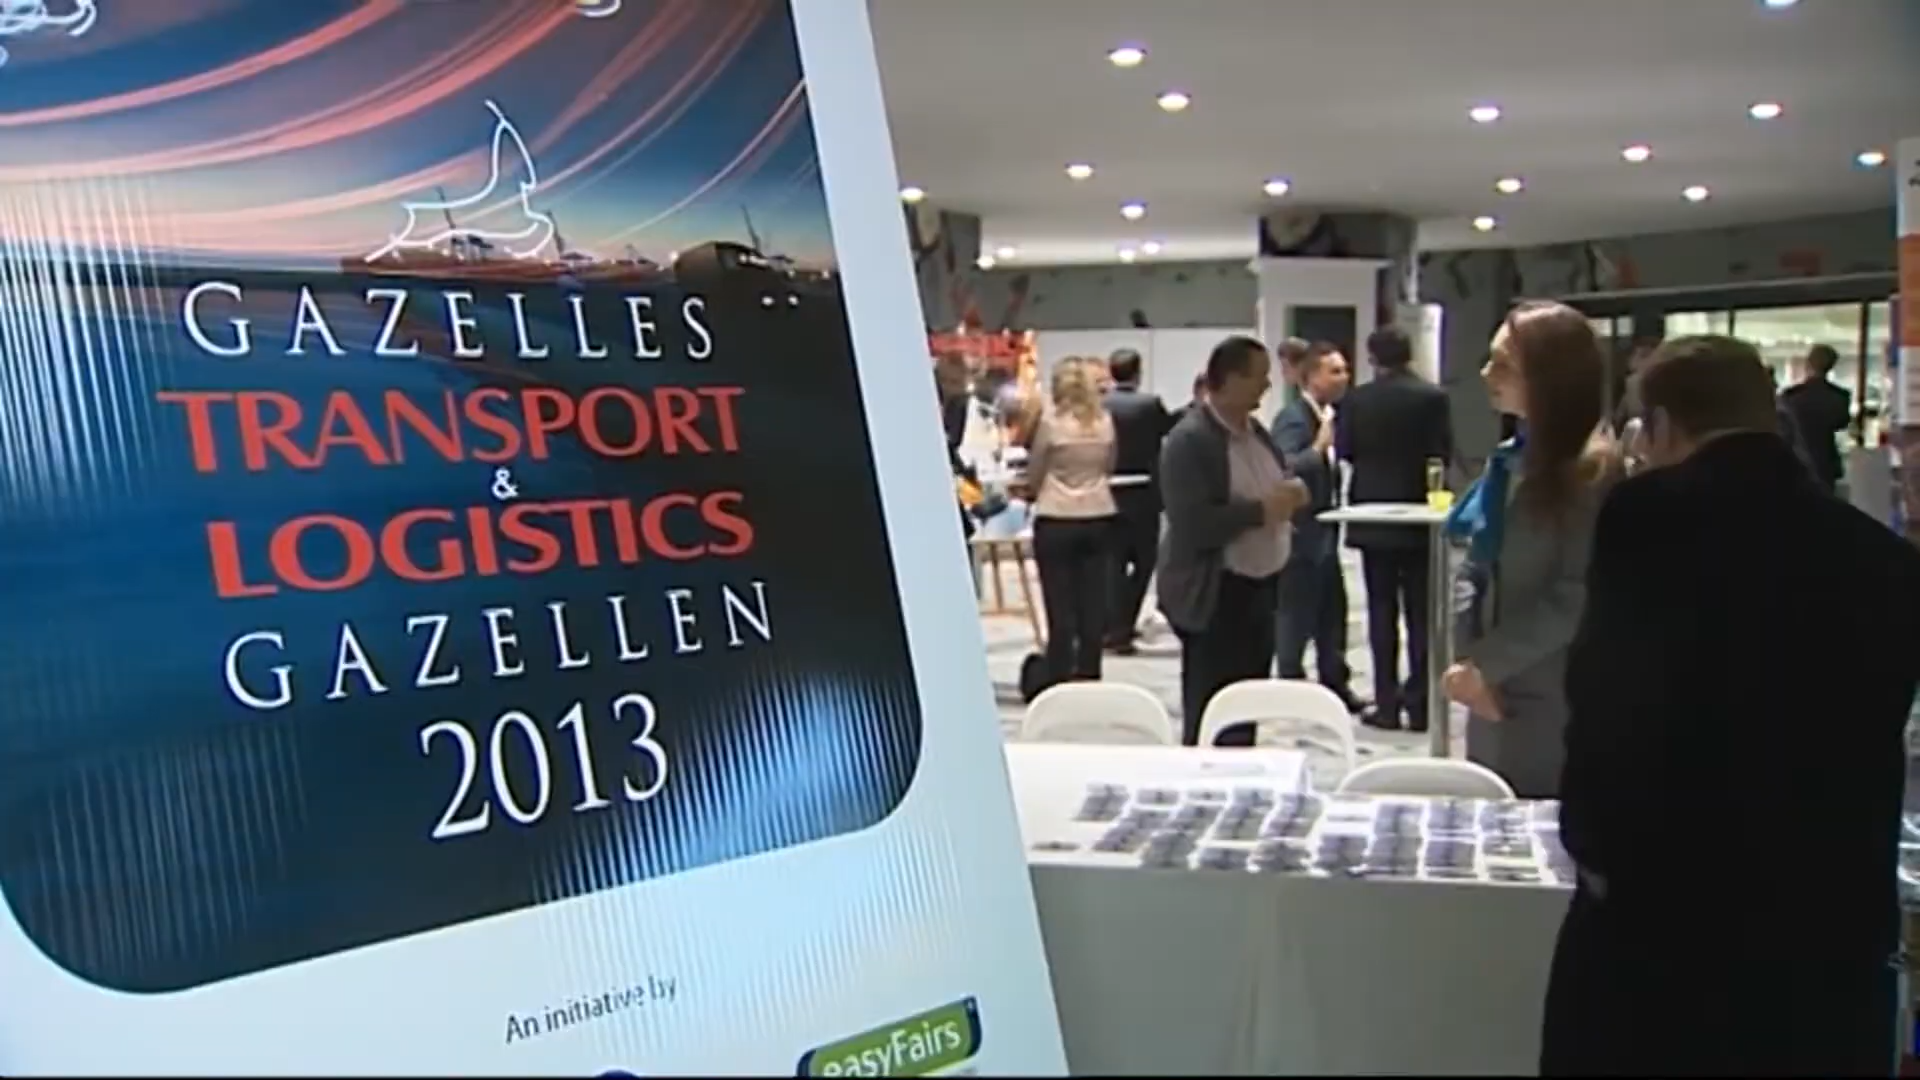 GAZELLES
TRANSPORT
&
LOGISTICS
GAZELLEN
2013
An initiative by
easyFairs